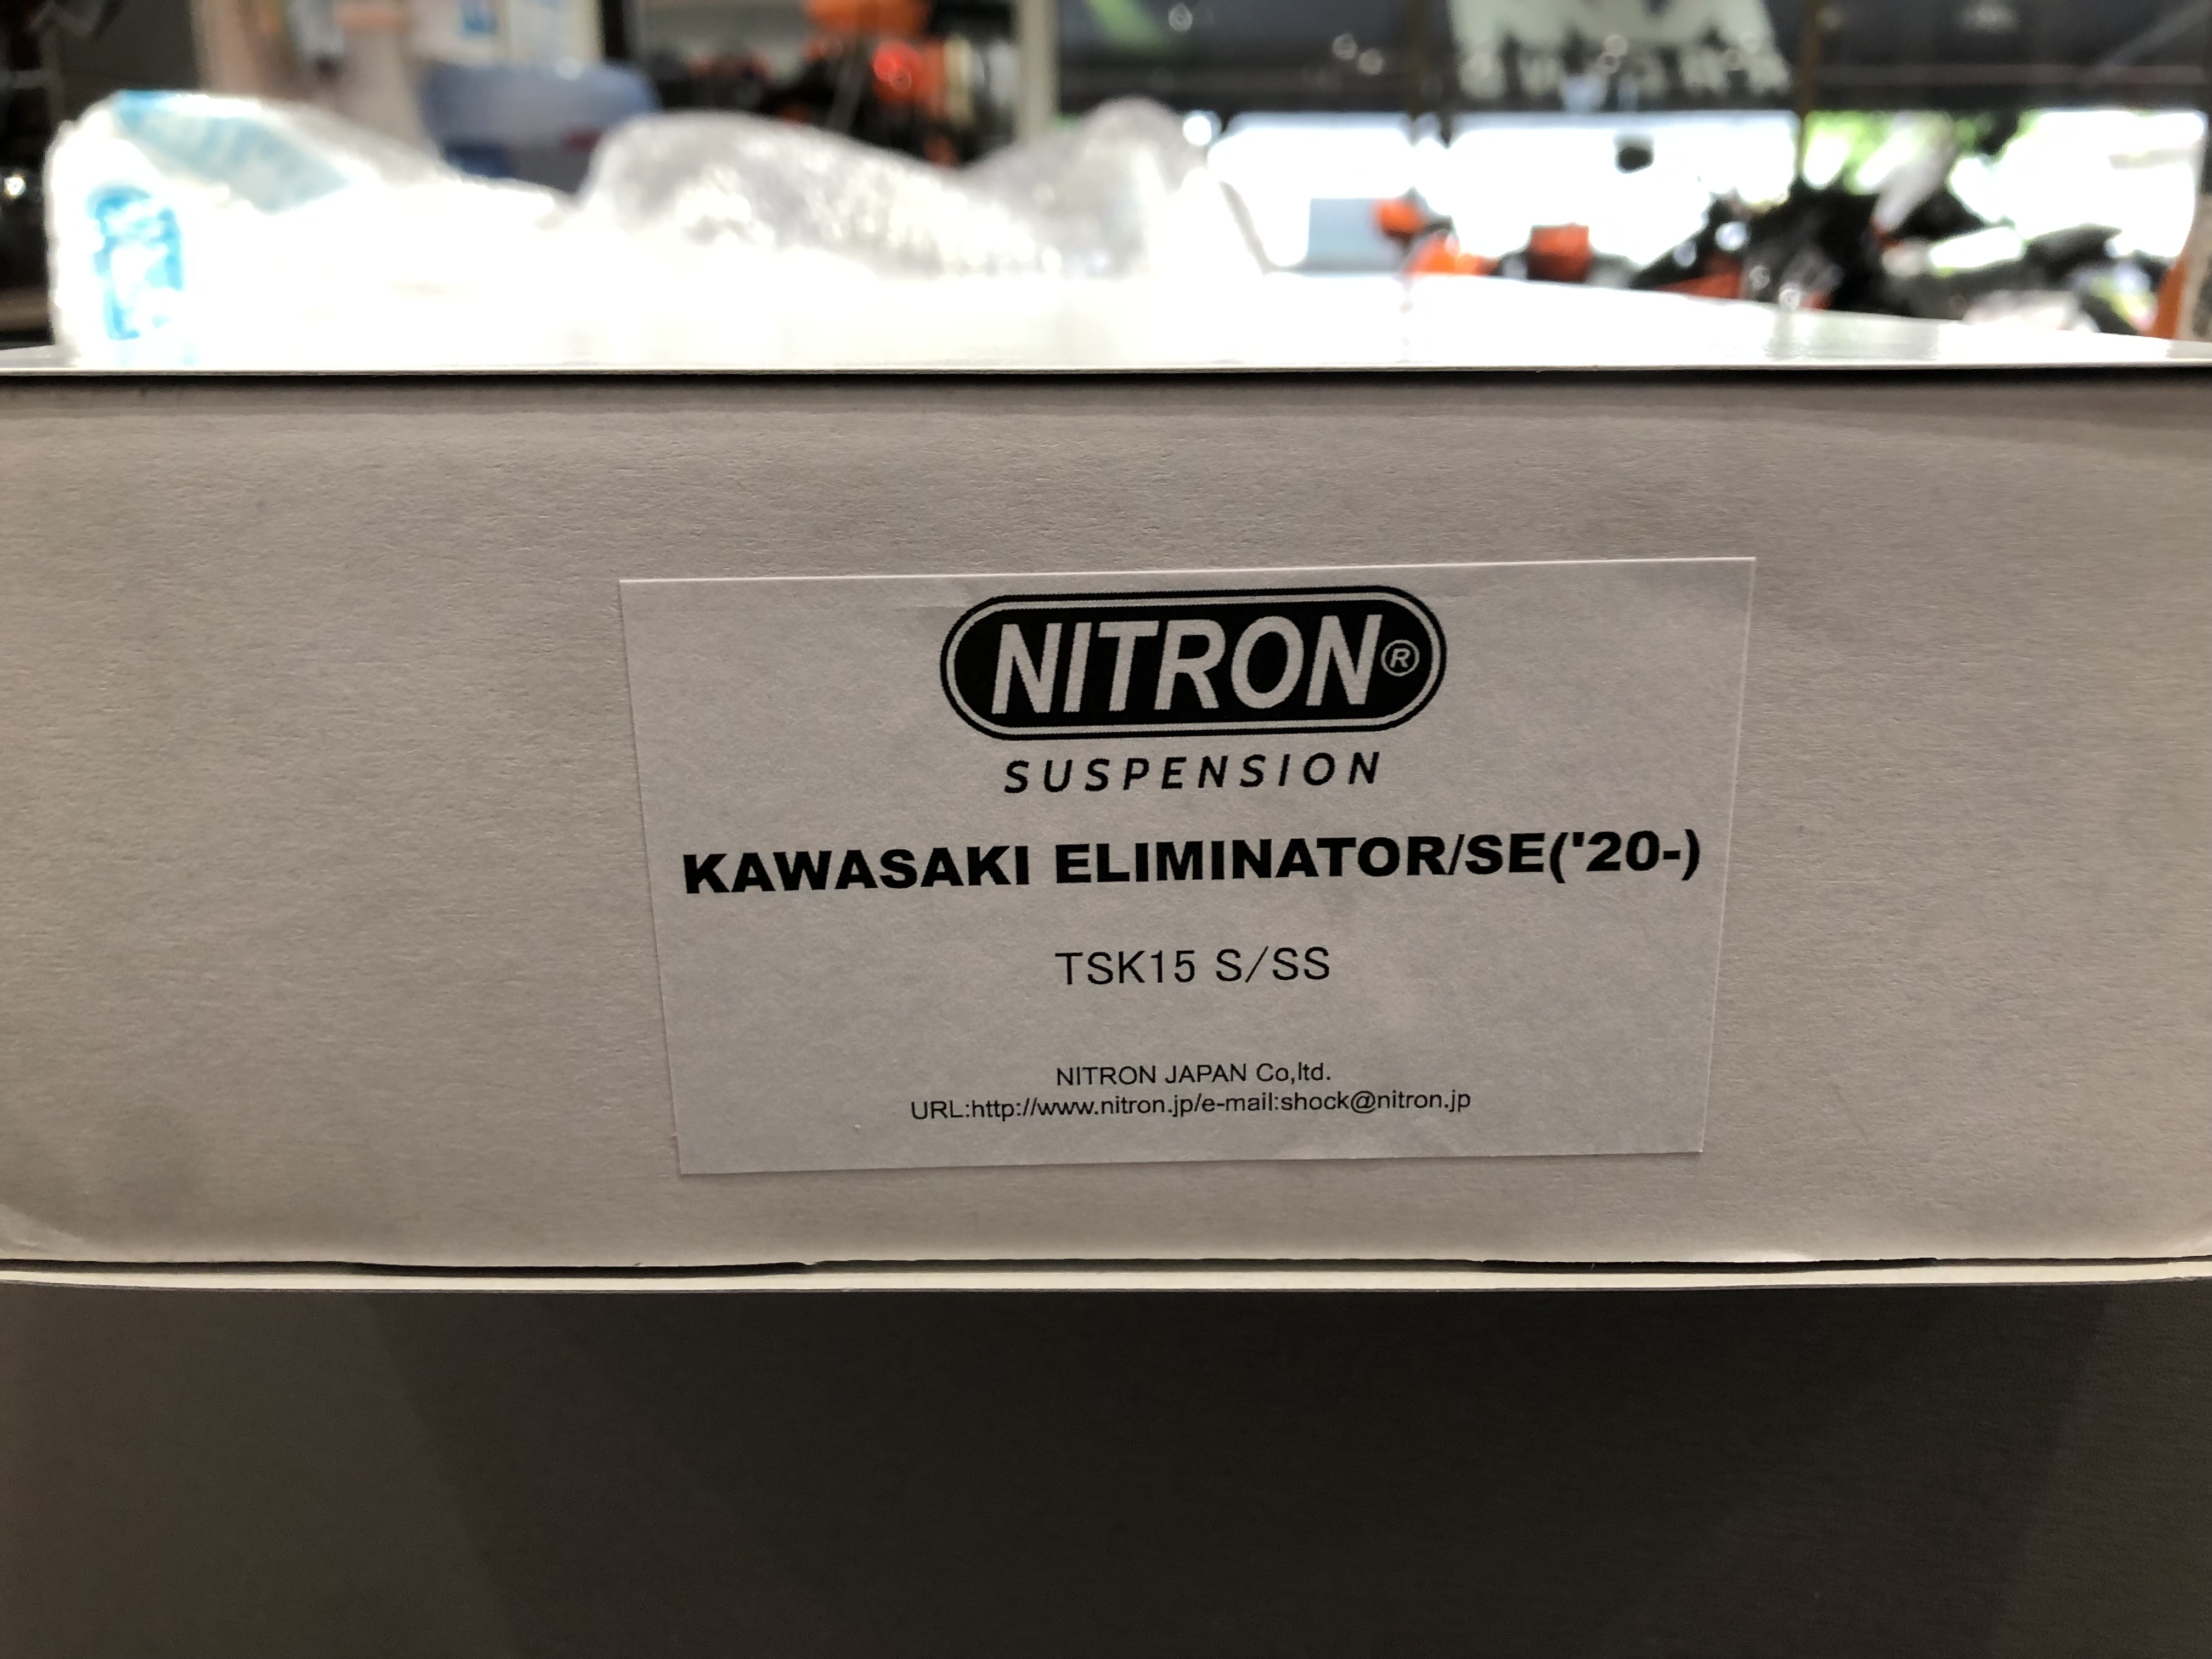 NITRON®
SUSPENSION
KAWASAKI ELIMINATOR/SE('20-)
TSK15 S/SS
NITRON JAPAN Co,ltd.
URL:http://www.nitron.jp/e-mail:shock@nitron.jp